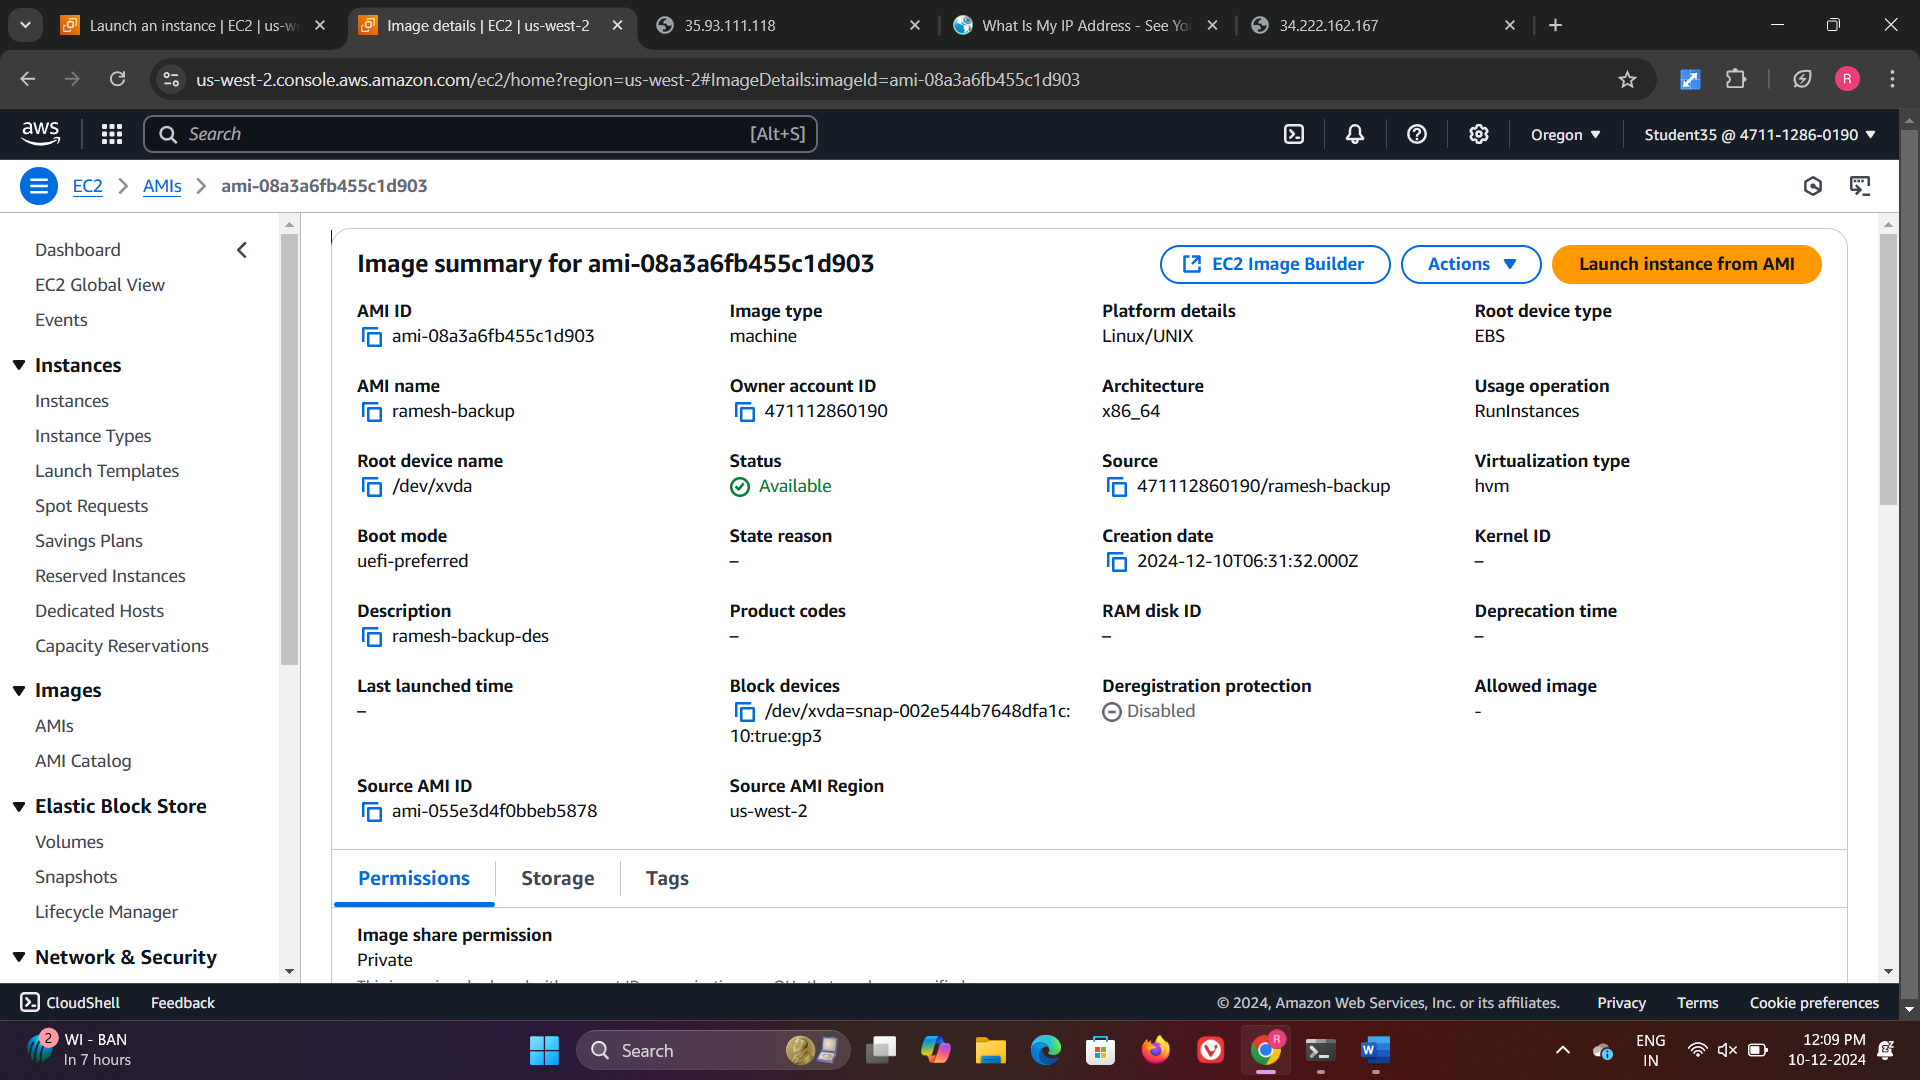 Launch an instance | EC2 | us-w
Image details | EC2 | us-west-2
35.93.111.118
What Is My IP Address - See Yo
34.222.162.167
us-west-2.console.aws.amazon.com/ec2/home?region=us-west-2#ImageDetails:imageId=ami-08a3a6fb455c1d903
R
aws
Search
[Alt+S]
Oregon
Student35 @ 4711-1286-0190
EC2
AMIs
ami-08a3a6fb455c1d903
Dashboard
EC2 Global View
Events
Instances
Instances
Instance Types
Launch Templates
Spot Requests
Savings Plans
Reserved Instances
Dedicated Hosts
Capacity Reservations
Images
AMIs
AMI Catalog
Elastic Block Store
Volumes
Snapshots
Lifecycle Manager
Network & Security
Image summary for ami-08a3a6fb455c1d903
EC2 Image Builder
Actions
Launch instance from AMI
AMI ID
ami-08a3a6fb455c1d903
Image type
machine
Platform details
Linux/UNIX
Root device type
EBS
AMI name
ramesh-backup
Owner account ID
471112860190
Architecture
x86_64
Usage operation
RunInstances
Root device name
/dev/xvda
Status
Available
Source
471112860190/ramesh-backup
Virtualization type
hvm
Boot mode
uefi-preferred
State reason
–
Creation date
2024-12-10T06:31:32.000Z
Kernel ID
–
Description
ramesh-backup-des
Product codes
–
RAM disk ID
–
Deprecation time
–
Last launched time
–
Block devices
/dev/xvda=snap-002e544b7648dfa1c:
10:true:gp3
Deregistration protection
Disabled
Allowed image
-
Source AMI ID
ami-055e3d4f0bbeb5878
Source AMI Region
us-west-2
Permissions
Storage
Tags
Image share permission
Private
CloudShell
Feedback
© 2024, Amazon Web Services, Inc. or its affiliates.
Privacy
Terms
Cookie preferences
2
WI - BAN
In 7 hours
Search
R
ENG
IN
12:09 PM
10-12-2024